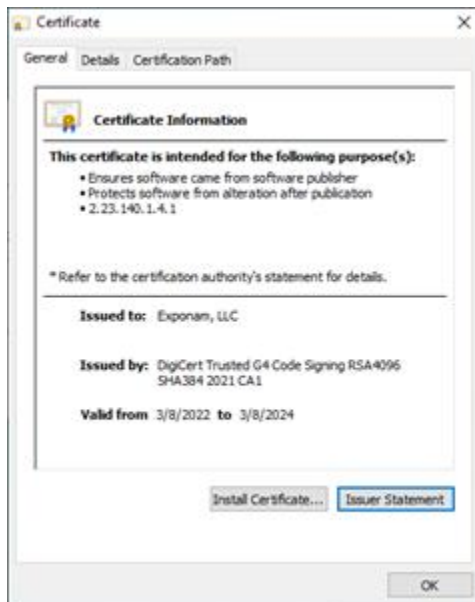 Certificate
General Details Certification Path
Certificate Information
This certificate is intended for the following purpose(s):
• Ensures software came from software publisher
• Protects software from alteration after publication
• 2.23.140.1.4.1
* Refer to the certification authority's statement for details.
Issued to: Exponam, LLC
Issued by: DigiCert Trusted G4 Code Signing RSA4096
SHA384 2021 CA1
Valid from 3/8/2022 to 3/8/2024
Install Certificate... Issuer Statement
OK